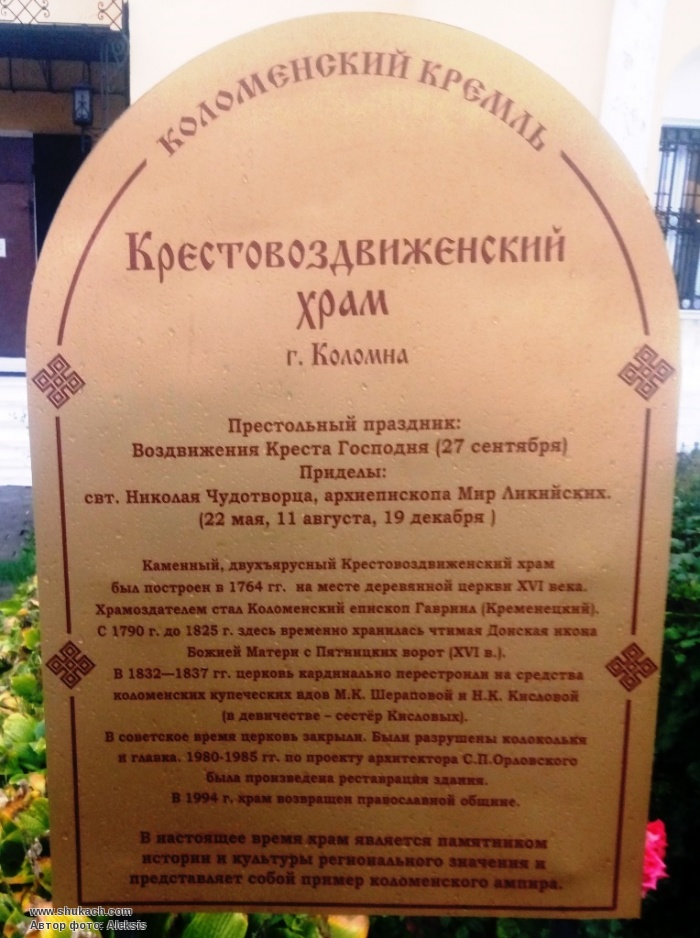 КОЛОМЕНСКИЙ КРЕМЛЬ
Крестовоздвиженский
храм
г. Коломна
Престольный праздник:
Воздвижения Креста Господня (27 сентября)
Приделы:
свт. Николая Чудотворца, архиепископа Мир Ликийских.
(22 мая, 11 августа, 19 декабря )
Каменный, двухъярусный Крестовоздвиженский храм
был построен в 1764 гг. на месте деревянной церкви XVI века.
Храмоздателем стал Коломенский епископ Гавриил (Кременецкий).
С 1790 г. до 1825 г. здесь временно хранилась чтимая Донская икона
Божией Матери с Пятницких ворот (XVI в.).
В 1832—1837 гг. церковь кардинально перестроили на средства
коломенских купеческих вдов М.К. Шераповой и Н.К. Кисловой
(в девичестве – сестёр Кисловых).
В советское время церковь закрыли. Были разрушены колокольня
и главка. 1980-1985 гг. по проекту архитектора С.П.Орловского
была произведена реставрация здания.
В 1994 г. храм возвращен православной общине.
В настоящее время храм является памятником
истории и культуры регионального значения и
представляет собой пример коломенского ампира.
www.shukach.com
Автор фото: Aleksis